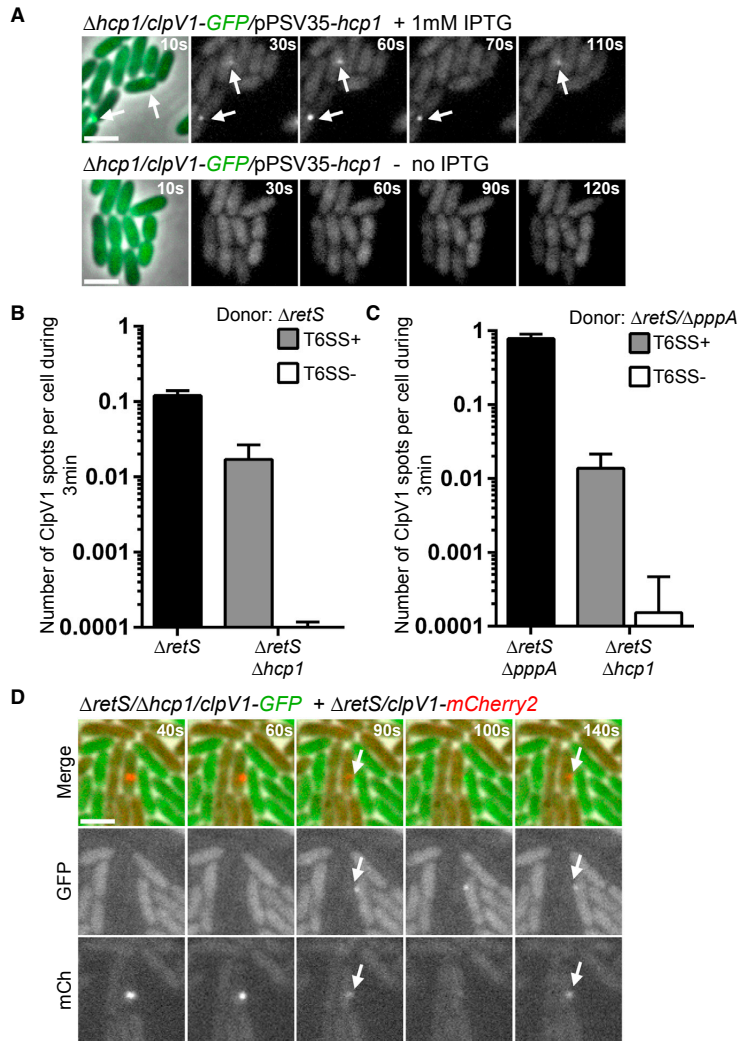 A
Δhcp1/clpV1-GFP/pPSV35-hcp1 + 1mM IPTG
10s 30s 60s 70s 110s
Δhcp1/clpV1-GFP/pPSV35-hcp1 - no IPTG
10s 30s 60s 90s 120s
B
Donor: ΔretS
T6SS+
T6SS-
Number of ClpV1 spots per cell during
3min
1
0.1
0.01
0.001
0.0001
ΔretS
ΔretS
Δhcp1
C
Donor: ΔretS/ΔpppA
T6SS+
T6SS-
Number of ClpV1 spots per cell during
3min
1
0.1
0.01
0.001
0.0001
ΔretS
ΔpppA
ΔretS
Δhcp1
D
ΔretS/Δhcp1/clpV1-GFP + ΔretS/clpV1-mCherry2
40s 60s 90s 100s 140s
Merge
GFP
mCh